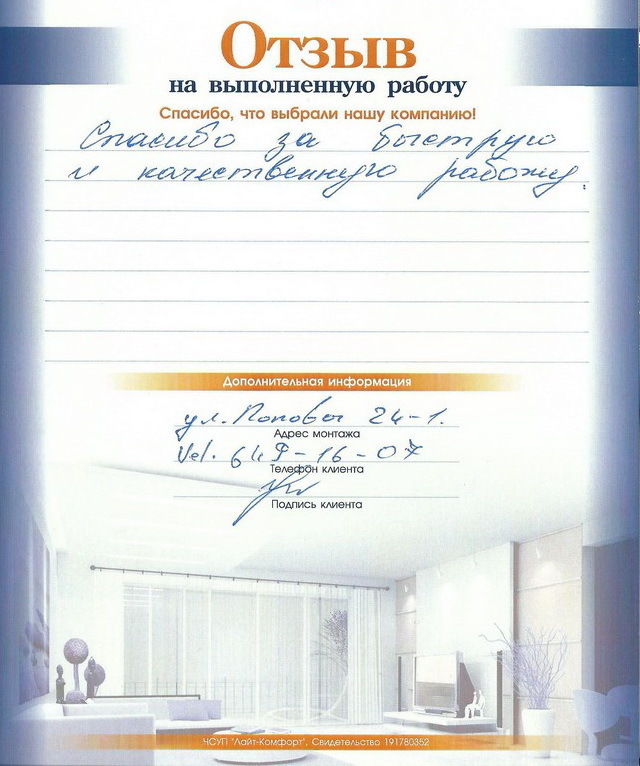 Отзыв
на выполненную работу
Спасибо, что выбрали нашу компанию!
Спасибо за быструю
и качественную работу.
Дополнительная информация
ул. Попова 24-1.
Адрес монтажа
Vel. 649-16-07
Телефон клиента
Подпись клиента
ЧСУП "Лайт-Комфорт", Свидетельство 191780352